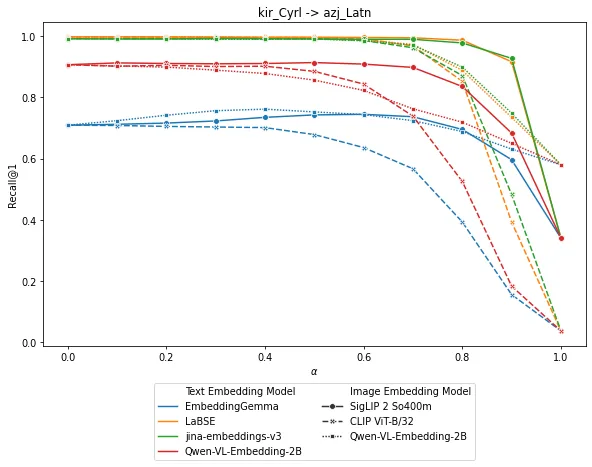 kir_Cyrl -> azj_Latn
Recall@1
1.0
0.8
0.6
0.4
0.2
0.0
0.0 0.2 0.4 0.6 0.8 1.0
α
Text Embedding Model
EmbeddingGemma
LaBSE
jina-embeddings-v3
Qwen-VL-Embedding-2B
Image Embedding Model
SigLIP 2 So400m
CLIP ViT-B/32
Qwen-VL-Embedding-2B